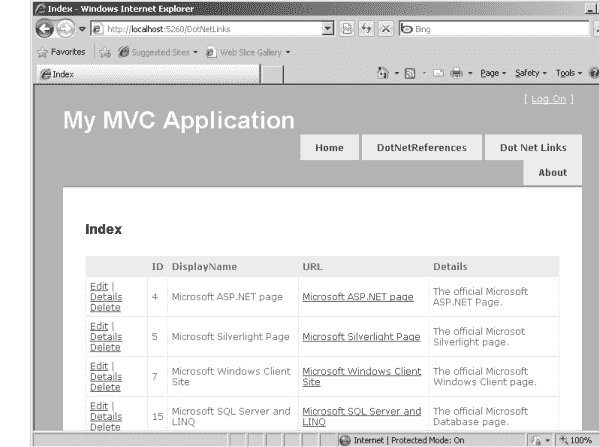 Index - Windows Internet Explorer
http://localhost:5260/DotNetLinks
Bing
Favorites Suggested Sites Web Slice Gallery
Index Page Safety Tools
[ Log On ]
My MVC Application
Home DotNetReferences Dot Net Links
About
Index
ID DisplayName URL Details
Edit |
Details
Delete
4
Microsoft ASP.NET page
Microsoft ASP.NET page
The official Microsoft
ASP.NET Page.
Edit |
Details
Delete
5
Microsoft Silverlight Page
Microsoft Silverlight Page
The official Microsot
Silverlight page.
Edit |
Details
Delete
7
Microsoft Windows Client
Site
Microsoft Windows Client
Site
The official Microsoft
Windows Client page.
Edit |
Details
Delete
15
Microsoft SQL Server and
LINQ
Microsoft SQL Server and
LINQ
The official Microsoft
Database page.
Internet | Protected Mode: On 100%